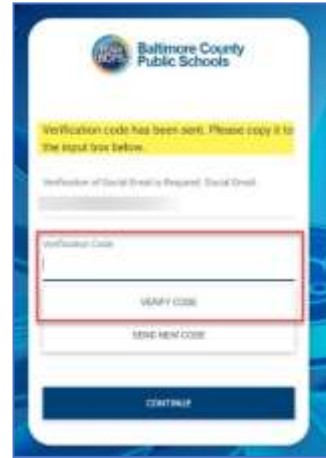 Baltimore County
Public Schools
Verification code has been sent. Please copy it to
the input box below.
Verification of Social Email is Required. Social Email
Verification Code
VERIFY CODE
SEND NEW CODE
CONTINUE